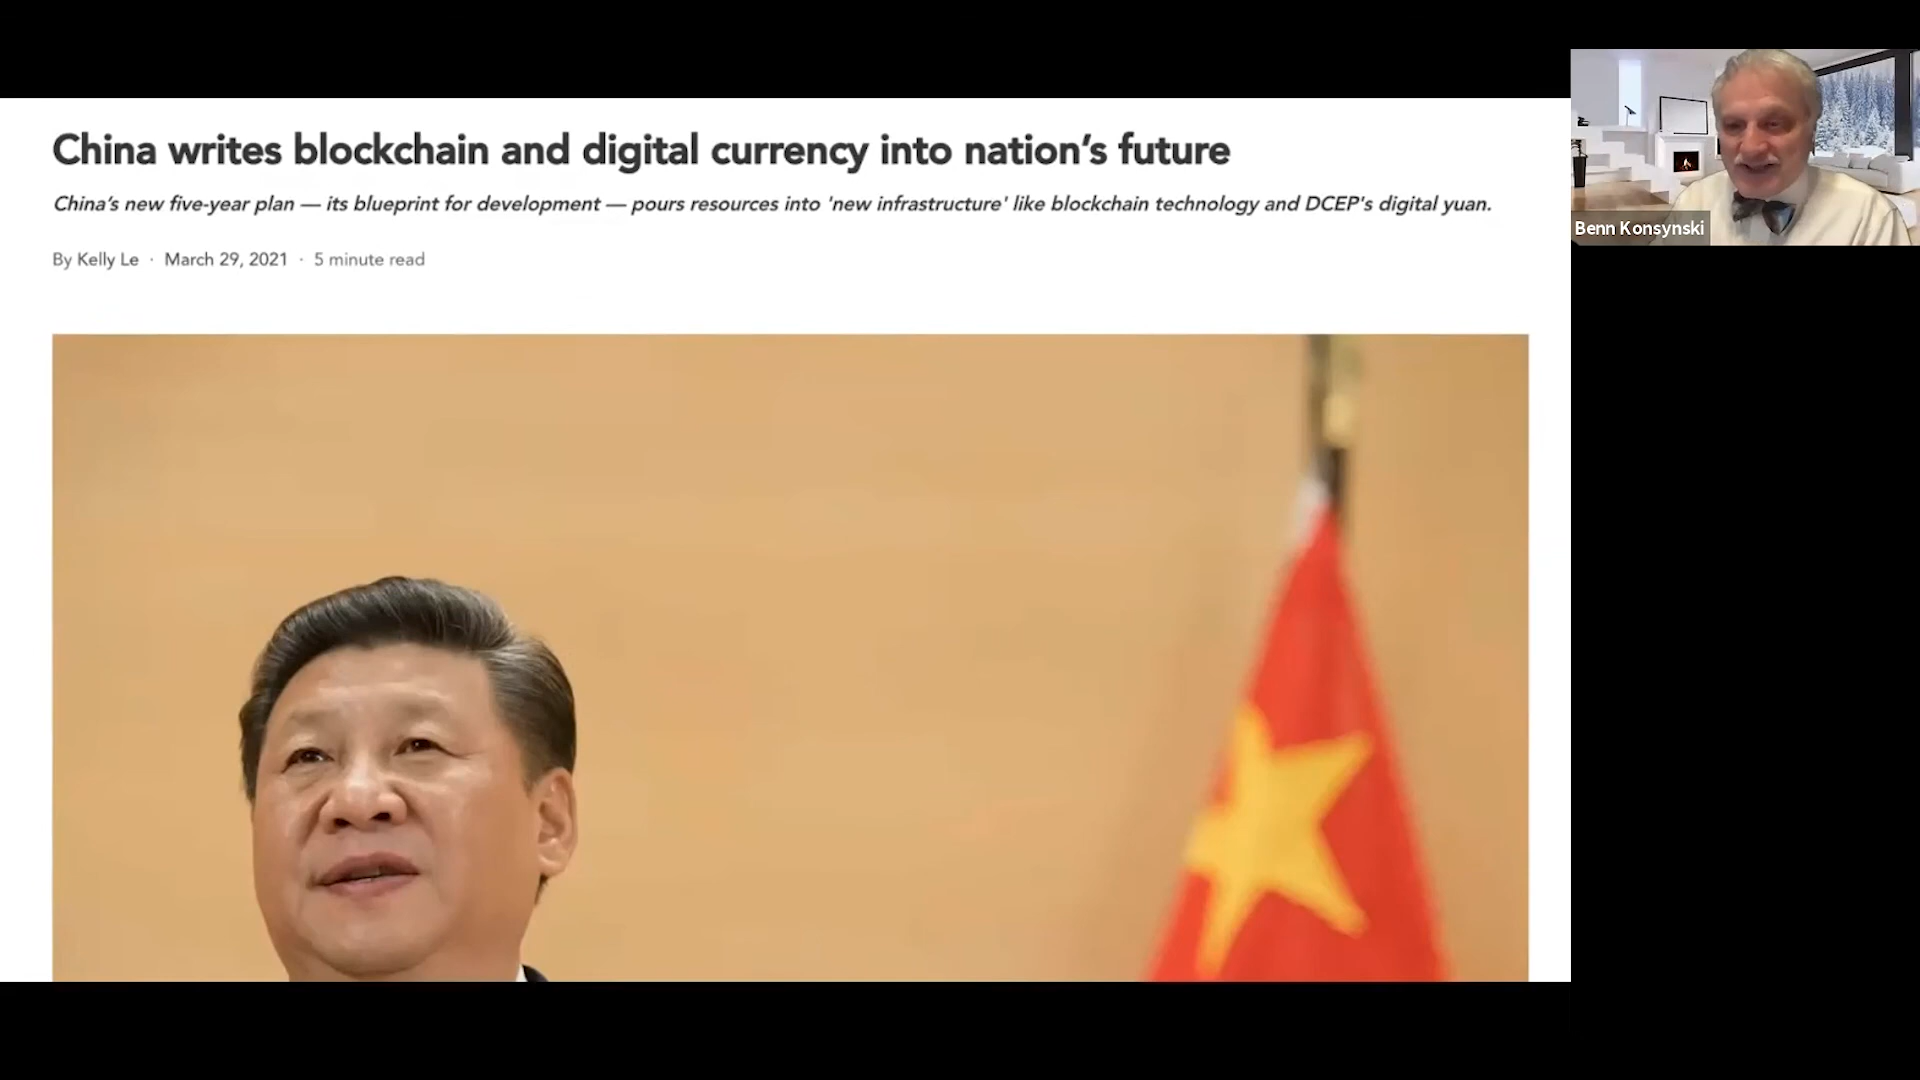 China writes blockchain and digital currency into nation’s future
China’s new five-year plan — its blueprint for development — pours resources into 'new infrastructure' like blockchain technology and DCEP's digital yuan.
By Kelly Le · March 29, 2021 · 5 minute read
Benn Konsynski